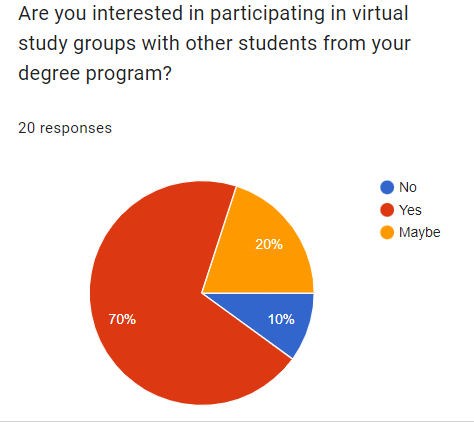 Are you interested in participating in virtual
study groups with other students from your
degree program?
20 responses
No
Yes
Maybe
20%
70%
10%